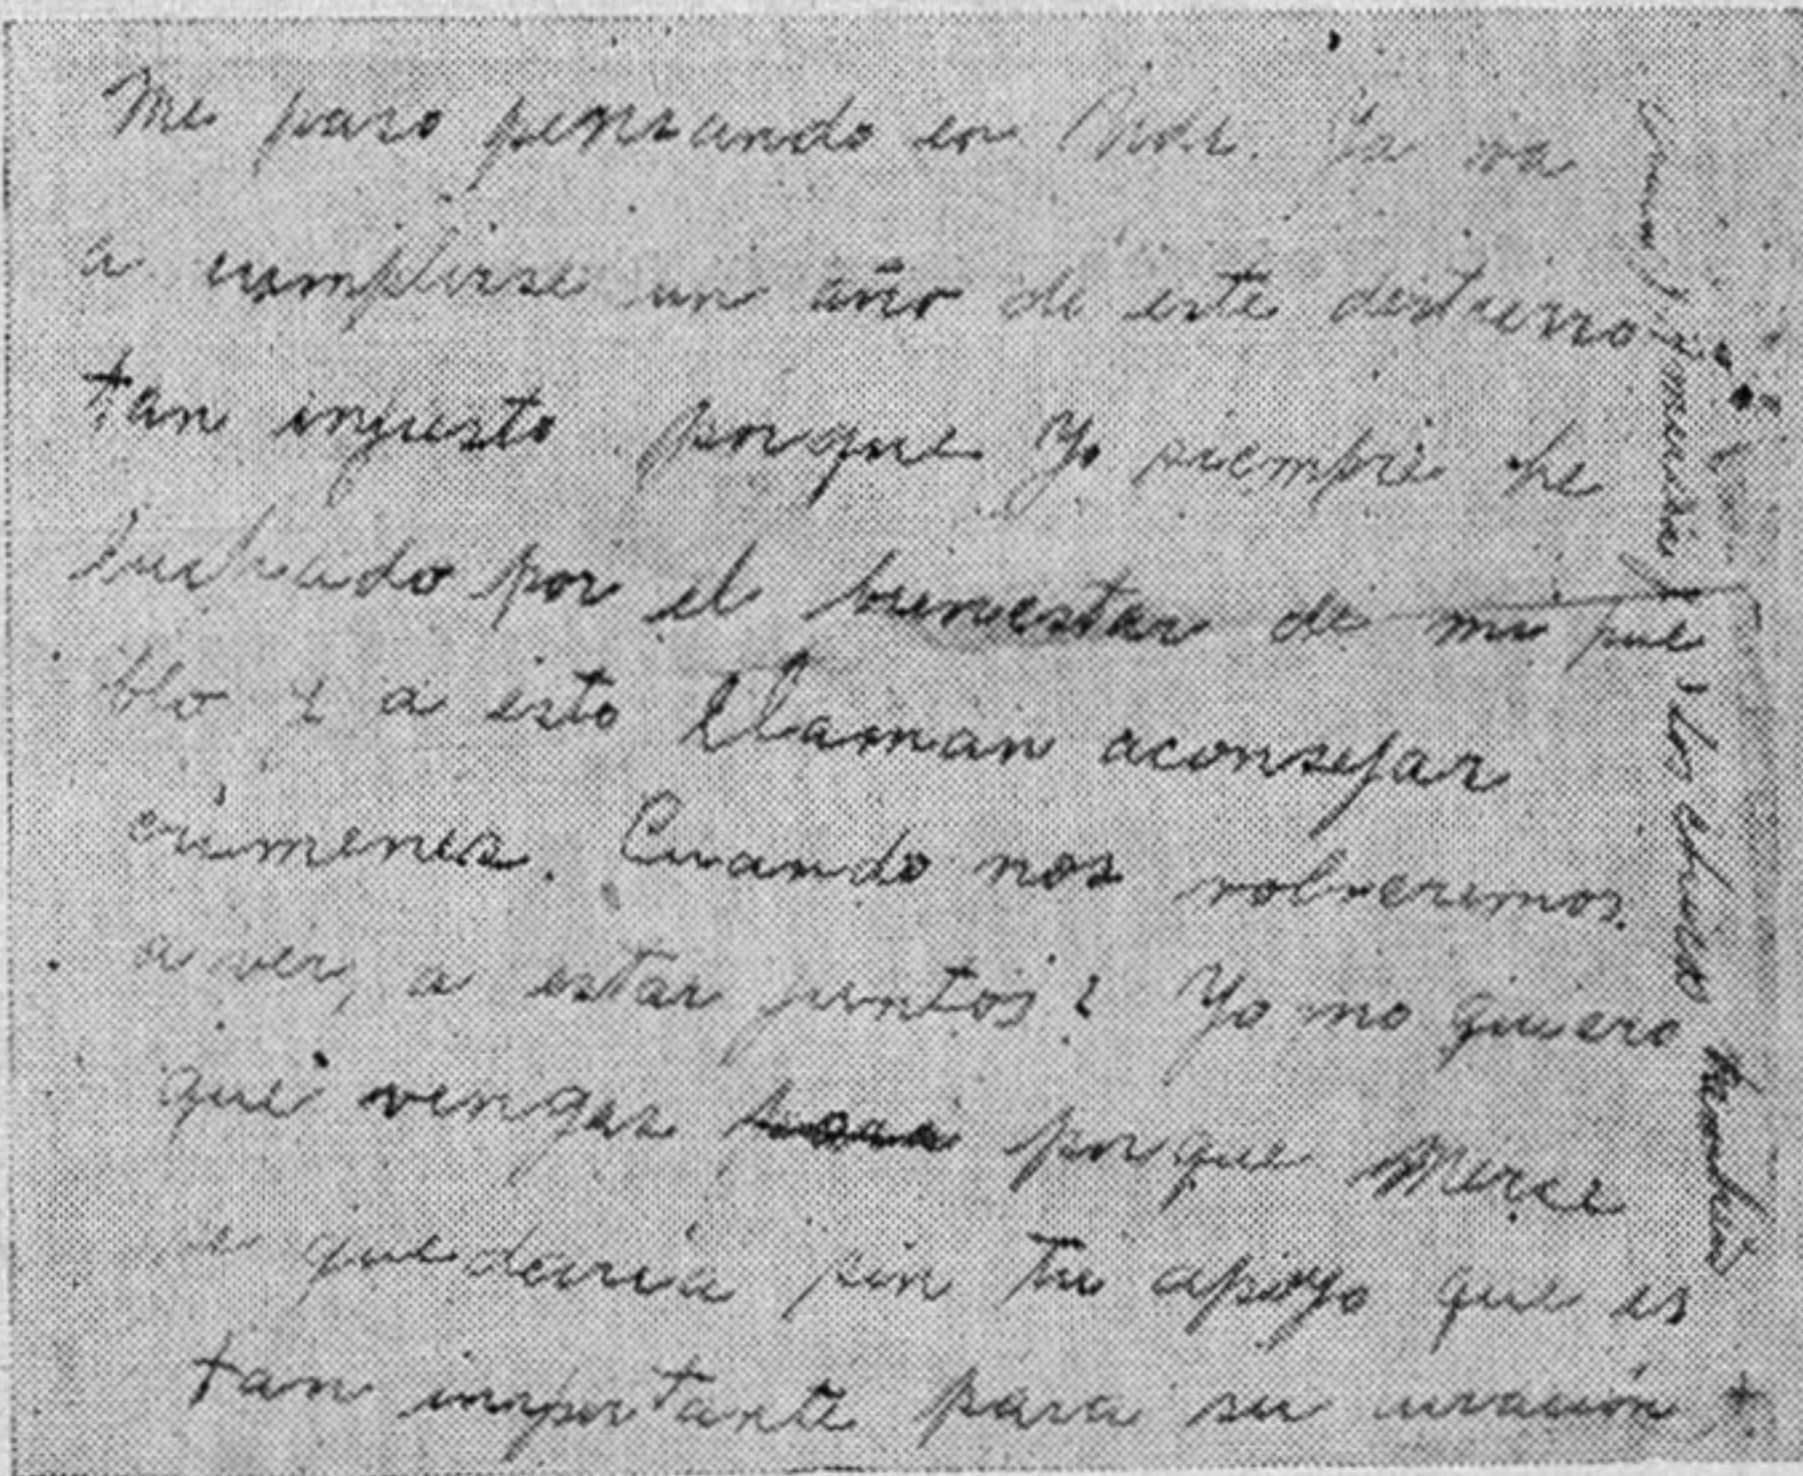 Me paso pensando en Uds. Ya va
a cumplirse un año de este destierro
tan injusto porque Yo siempre he
luchado por el bienestar de mi pue
blo y a esto llaman aconsejar
crímenes. Cuando nos volveremos
a ver, a estar juntos? Yo no quiero
que vengas porque Merce
se quedaría sin tu apoyo que es
tan importante para su curación